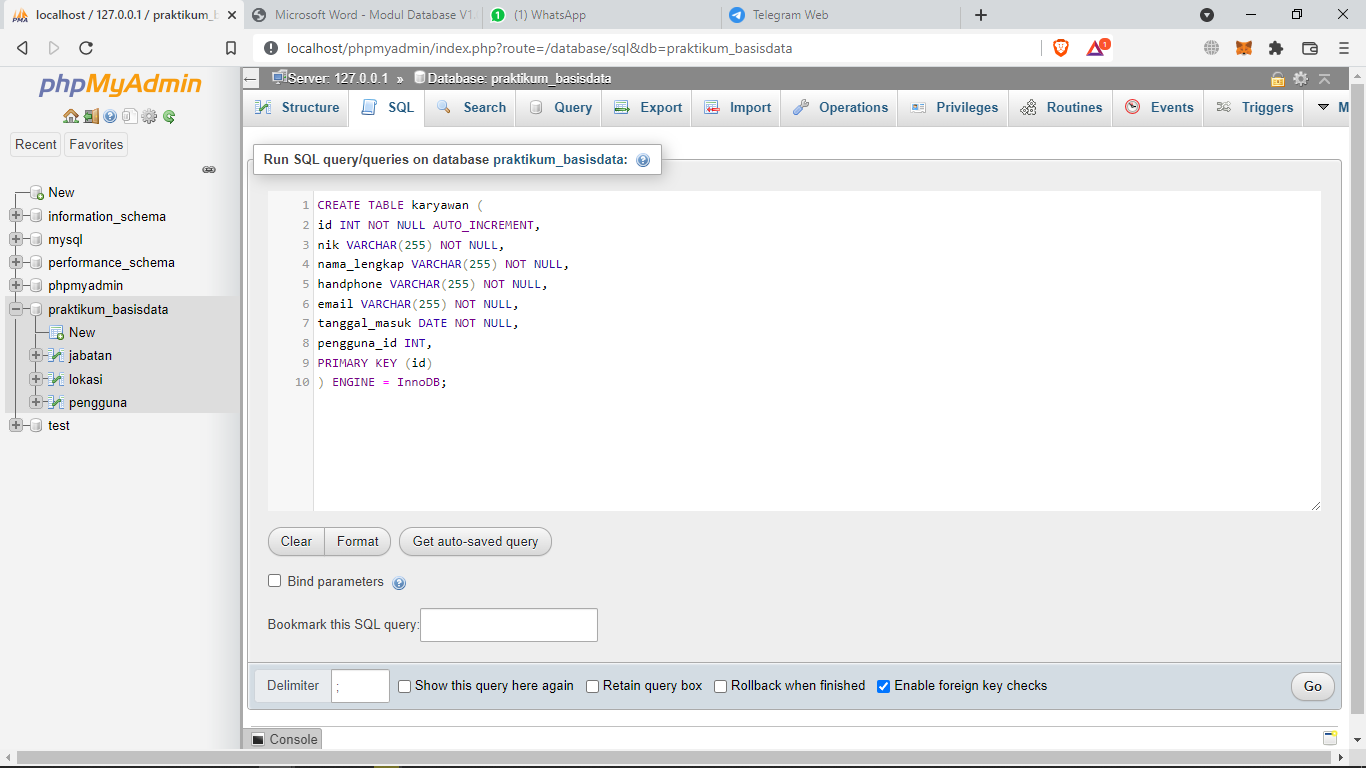 localhost / 127.0.0.1 / praktikum_b
Microsoft Word - Modul Database V1.
(1) WhatsApp
Telegram Web
localhost/phpmyadmin/index.php?route=/database/sql&db=praktikum_basisdata
1
phpMyAdmin
Recent
Favorites
New
information_schema
mysql
performance_schema
phpmyadmin
praktikum_basisdata
New
jabatan
lokasi
pengguna
test
Server: 127.0.0.1 » Database: praktikum_basisdata
Structure
SQL
Search
Query
Export
Import
Operations
Privileges
Routines
Events
Triggers
M
Run SQL query/queries on database praktikum_basisdata:
1 CREATE TABLE karyawan (
2 id INT NOT NULL AUTO_INCREMENT,
3 nik VARCHAR(255) NOT NULL,
4 nama_lengkap VARCHAR(255) NOT NULL,
5 handphone VARCHAR(255) NOT NULL,
6 email VARCHAR(255) NOT NULL,
7 tanggal_masuk DATE NOT NULL,
8 pengguna_id INT,
9 PRIMARY KEY (id)
10 ) ENGINE = InnoDB;
Clear
Format
Get auto-saved query
Bind parameters
Bookmark this SQL query:
Delimiter
;
Show this query here again
Retain query box
Rollback when finished
Enable foreign key checks
Go
Console